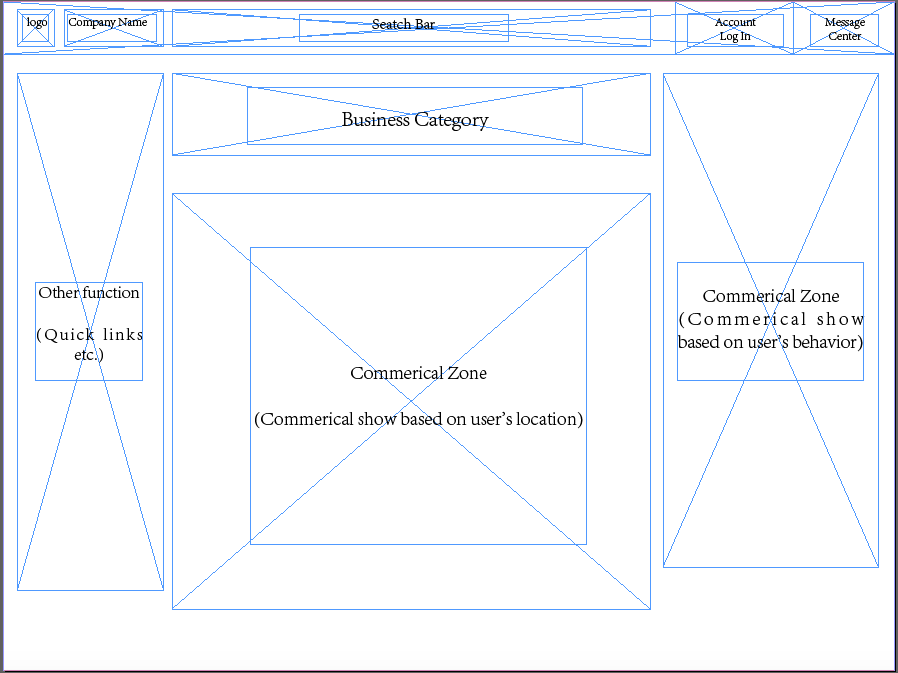 logo
Company Name
Seatch Bar
Account
Log In
Message
Center
Business Category
Other function
(Quick links
etc.)
Commerical Zone
(Commerical show based on user's location)
Commerical Zone
(Commerical show
based on user's behavior)